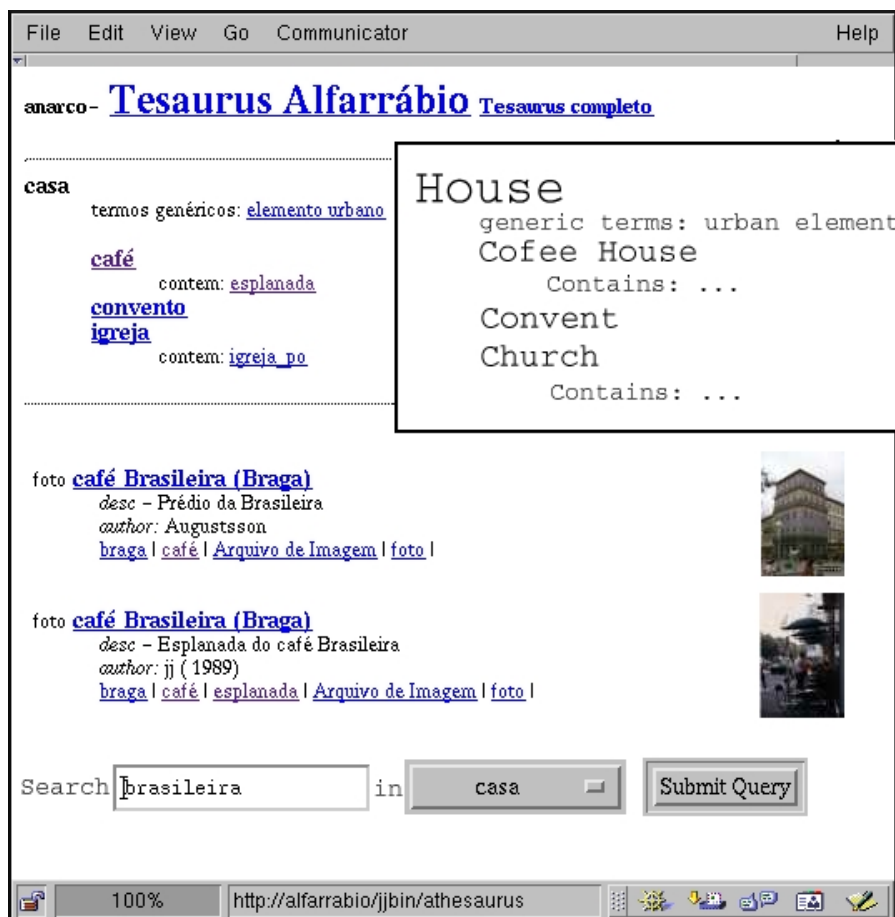 File Edit View Go Communicator Help
anarco- Tesaurus Alfarrábio Tesaurus completo
casa
termos genéricos: elemento urbano
café
contem: esplanada
convento
igreja
contem: igreja_po
House
generic terms: urban element
Cofee House
Contains: ...
Convent
Church
Contains: ...
foto café Brasileira (Braga)
desc – Prédio da Brasileira
author: Augustsson
braga | café | Arquivo de Imagem | foto |
foto café Brasileira (Braga)
desc – Esplanada do café Brasileira
author: jj ( 1989)
braga | café | esplanada | Arquivo de Imagem | foto |
Search brasileira in casa Submit Query
100% http://alfarrabio/jjbin/athesaurus